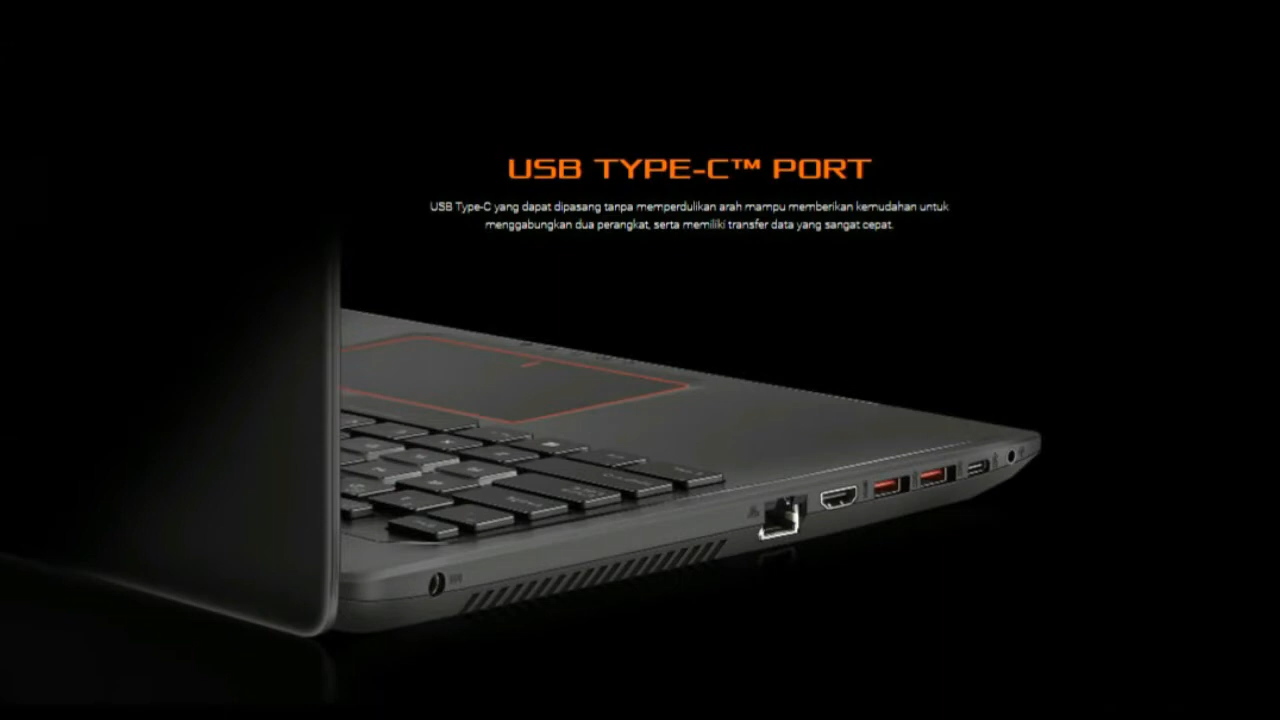 USB TYPE-C™ PORT
USB Type-C yang dapat dipasang tanpa memperdulikan arah mampu memberikan kemudahan untuk
menggabungkan dua perangkat, serta memiliki transfer data yang sangat cepat.